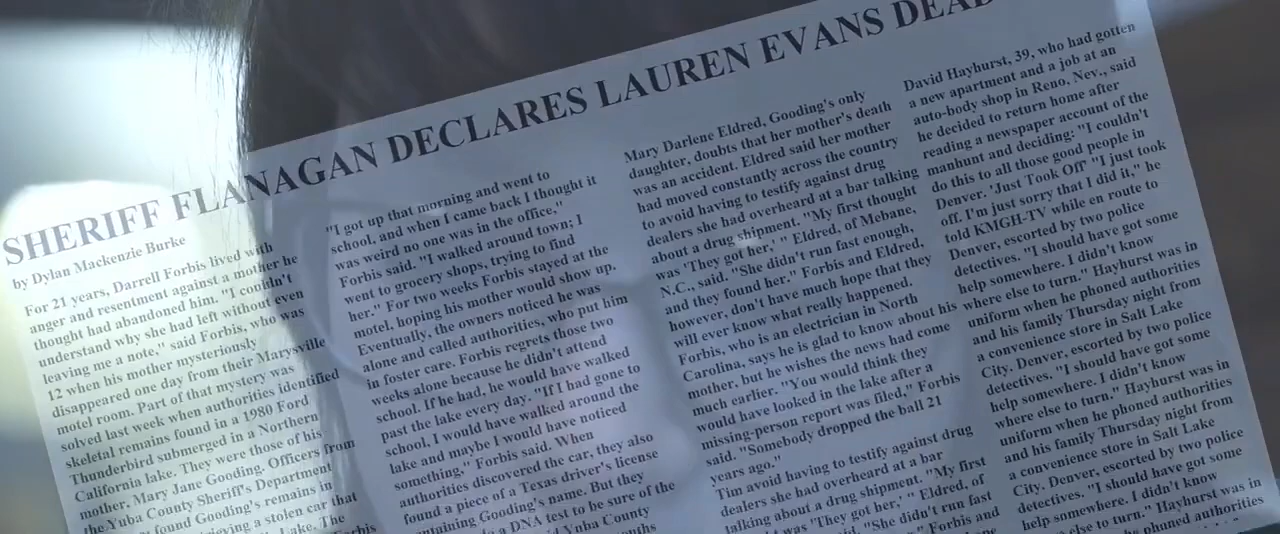 SHERIFF FLANAGAN DECLARES LAUREN EVANS DEAD
by Dylan Mackenzie Burke
For 21 years, Darrell Forbis lived with
anger and resentment against a mother he
thought had abandoned him. "I couldn't
understand why she had left without even
leaving me a note," said Forbis, who was
12 when his mother mysteriously
disappeared one day from their Marysville
motel room. Part of that mystery was
solved last week when authorities identified
skeletal remains found in a 1980 Ford
Thunderbird submerged in a Northern
California lake. They were those of his
mother, Mary Jane Gooding. Officers from
the Yuba County Sheriff's Department
found Gooding's remains in
a stolen car that
Lake. The
"I got up that morning and went to
school, and when I came back I thought it
was weird no one was in the office,"
Forbis said. "I walked around town; I
went to grocery shops, trying to find
her." For two weeks Forbis stayed at the
motel, hoping his mother would show up.
Eventually, the owners noticed he was
alone and called authorities, who put him
in foster care. Forbis regrets those two
weeks alone because he didn't attend
school. If he had, he would have walked
past the lake every day. "If I had gone to
school, I would have walked around the
lake and maybe I would have noticed
something," Forbis said. When
authorities discovered the car, they also
found a piece of a Texas driver's license
Gooding's name. But they
a DNA test to be sure of the
Yuba County
Mary Darlene Eldred, Gooding's only
daughter, doubts that her mother's death
was an accident. Eldred said her mother
had moved constantly across the country
to avoid having to testify against drug
dealers she had overheard at a bar talking
about a drug shipment. "My first thought
was 'They got her,' " Eldred, of Mebane,
N.C., said. "She didn't run fast enough,
and they found her." Forbis and Eldred,
however, don't have much hope that they
will ever know what really happened.
Forbis, who is an electrician in North
Carolina, says he is glad to know about his
mother, but he wishes the news had come
much earlier. "You would think they
would have looked in the lake after a
missing-person report was filed," Forbis
said. "Somebody dropped the ball 21
years ago."
Tim avoid having to testify against drug
dealers she had overheard at a bar
talking about a drug shipment. "My first
was 'They got her,' " Eldred, of
said. "She didn't run fast
Forbis and
David Hayhurst, 39, who had gotten
a new apartment and a job at an
auto-body shop in Reno, Nev., said
he decided to return home after
reading a newspaper account of the
manhunt and deciding: "I couldn't
do this to all those good people in
Denver. 'Just Took Off' "I just took
off. I'm just sorry that I did it," he
told KMGH-TV while en route to
Denver, escorted by two police
detectives. "I should have got some
help somewhere. I didn't know
where else to turn." Hayhurst was in
uniform when he phoned authorities
and his family Thursday night from
a convenience store in Salt Lake
City. Denver, escorted by two police
detectives. "I should have got some
help somewhere. I didn't know
where else to turn." Hayhurst was in
uniform when he phoned authorities
and his family Thursday night from
a convenience store in Salt Lake
City. Denver, escorted by two police
detectives. "I should have got some
help somewhere. I didn't know
else to turn." Hayhurst was in
he phoned authorities